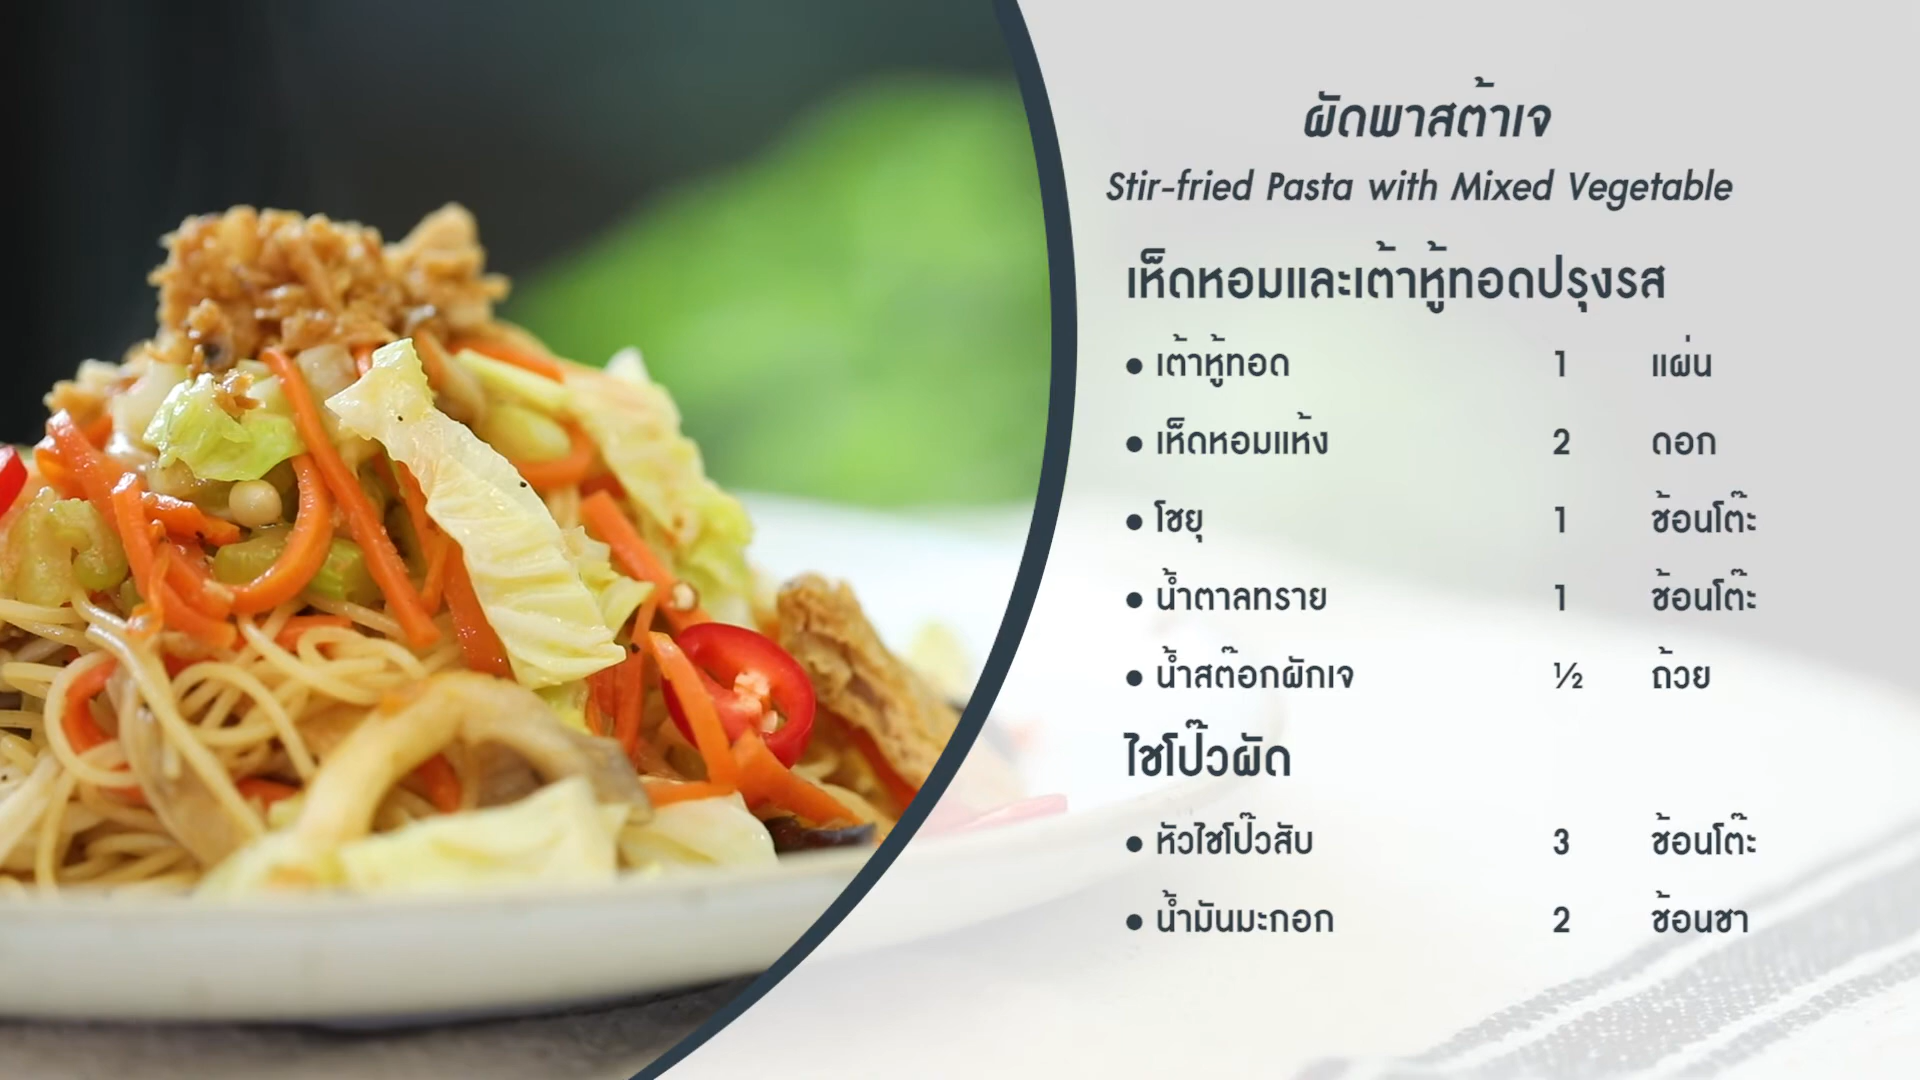 ผัดพาสต้าเจ
Stir-fried Pasta with Mixed Vegetable
เห็ดหอมและเต้าหู้ทอดปรุงรส
• เต้าหู้ทอด 1 แผ่น
• เห็ดหอมแห้ง 2 ดอก
• โชยุ 1 ช้อนโต๊ะ
• น้ำตาลทราย 1 ช้อนโต๊ะ
• น้ำสต๊อกผักเจ ½ ถ้วย
ไชโป๊วผัด
• หัวไชโป๊วสับ 3 ช้อนโต๊ะ
• น้ำมันมะกอก 2 ช้อนชา